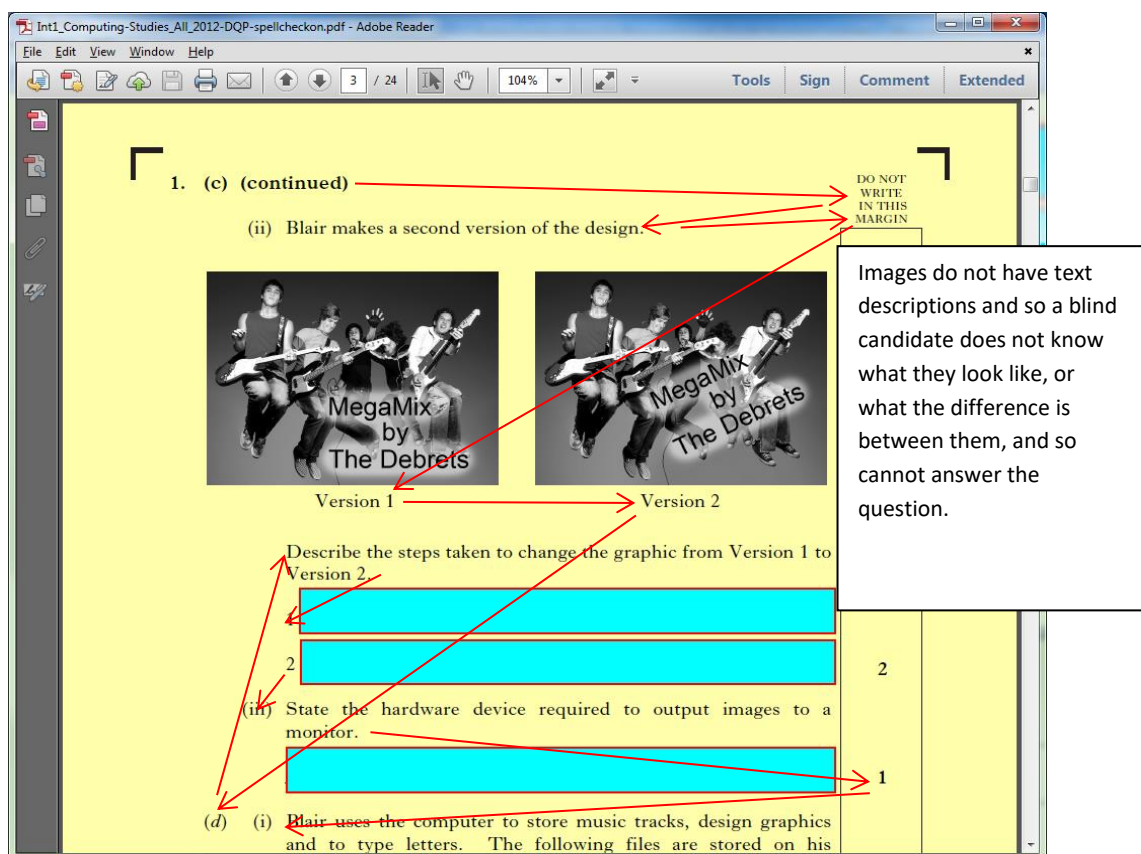 Int1_Computing-Studies_All_2012-DQP-spellcheckon.pdf - Adobe Reader
File Edit View Window Help
3 / 24 104% Tools Sign Comment Extended
1. (c) (continued)
DO NOT
WRITE
IN THIS
MARGIN
(ii) Blair makes a second version of the design.
MegaMix
by
The Debrets
Version 1
MegaMix
by
The Debrets
Version 2
Images do not have text
descriptions and so a blind
candidate does not know
what they look like, or
what the difference is
between them, and so
cannot answer the
question.
Describe the steps taken to change the graphic from Version 1 to
Version 2.
1
2
2
(iii) State the hardware device required to output images to a
monitor.
1
(d) (i) Blair uses the computer to store music tracks, design graphics
and to type letters. The following files are stored on his